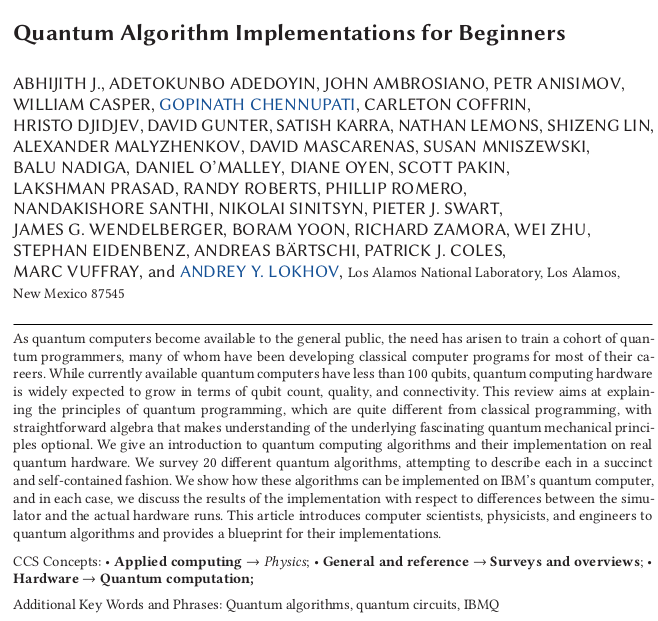 Quantum Algorithm Implementations for Beginners
ABHIJITH J., ADETOKUNBO ADEDOYIN, JOHN AMBROSIANO, PETR ANISIMOV,
WILLIAM CASPER, GOPINATH CHENNUPATI, CARLETON COFFRIN,
HRISTO DJIDJEV, DAVID GUNTER, SATISH KARRA, NATHAN LEMONS, SHIZENG LIN,
ALEXANDER MALYZHENKOV, DAVID MASCARENAS, SUSAN MNISZEWSKI,
BALU NADIGA, DANIEL O’MALLEY, DIANE OYEN, SCOTT PAKIN,
LAKSHMAN PRASAD, RANDY ROBERTS, PHILLIP ROMERO,
NANDAKISHORE SANTHI, NIKOLAI SINITSYN, PIETER J. SWART,
JAMES G. WENDELBERGER, BORAM YOON, RICHARD ZAMORA, WEI ZHU,
STEPHAN EIDENBENZ, ANDREAS BÄRTSCHI, PATRICK J. COLES,
MARC VUFFRAY, and ANDREY Y. LOKHOV, Los Alamos National Laboratory, Los Alamos,
New Mexico 87545
As quantum computers become available to the general public, the need has arisen to train a cohort of quan-
tum programmers, many of whom have been developing classical computer programs for most of their ca-
reers. While currently available quantum computers have less than 100 qubits, quantum computing hardware
is widely expected to grow in terms of qubit count, quality, and connectivity. This review aims at explain-
ing the principles of quantum programming, which are quite different from classical programming, with
straightforward algebra that makes understanding of the underlying fascinating quantum mechanical princi-
ples optional. We give an introduction to quantum computing algorithms and their implementation on real
quantum hardware. We survey 20 different quantum algorithms, attempting to describe each in a succinct
and self-contained fashion. We show how these algorithms can be implemented on IBM’s quantum computer,
and in each case, we discuss the results of the implementation with respect to differences between the simu-
lator and the actual hardware runs. This article introduces computer scientists, physicists, and engineers to
quantum algorithms and provides a blueprint for their implementations.
CCS Concepts: • Applied computing → Physics; • General and reference → Surveys and overviews; •
Hardware → Quantum computation;
Additional Key Words and Phrases: Quantum algorithms, quantum circuits, IBMQ